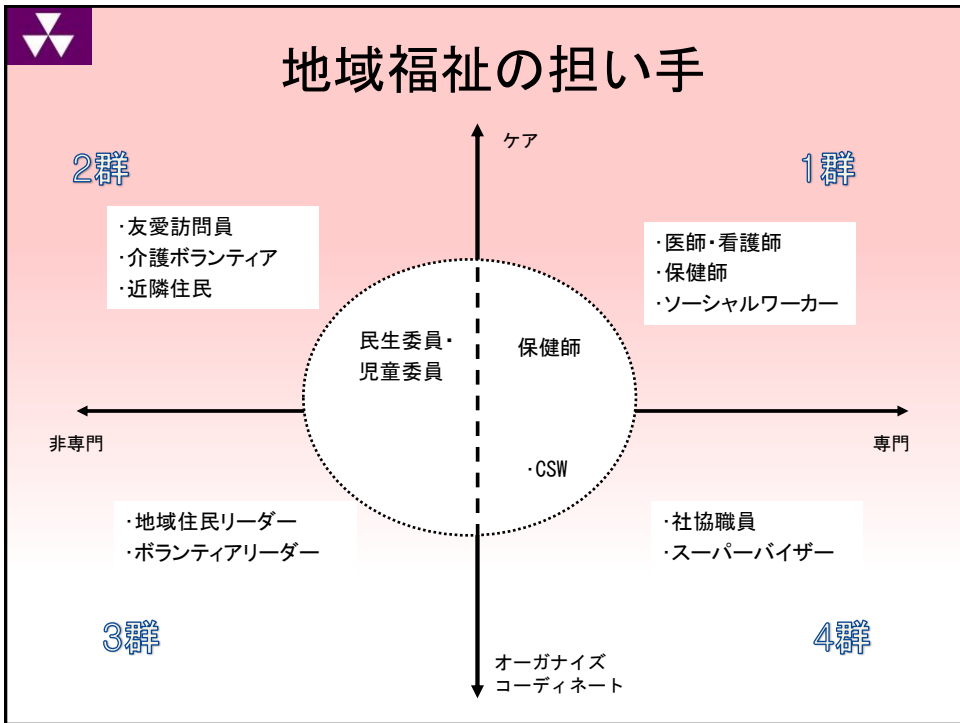 地域福祉の担い手
ケア
2群
1群
・友愛訪問員
・介護ボランティア
・近隣住民
・医師・看護師
・保健師
・ソーシャルワーカー
民生委員・
児童委員
保健師
非専門
専門
・CSW
・地域住民リーダー
・ボランティアリーダー
・社協職員
・スーパーバイザー
3群
4群
オーガナイズ
コーディネート